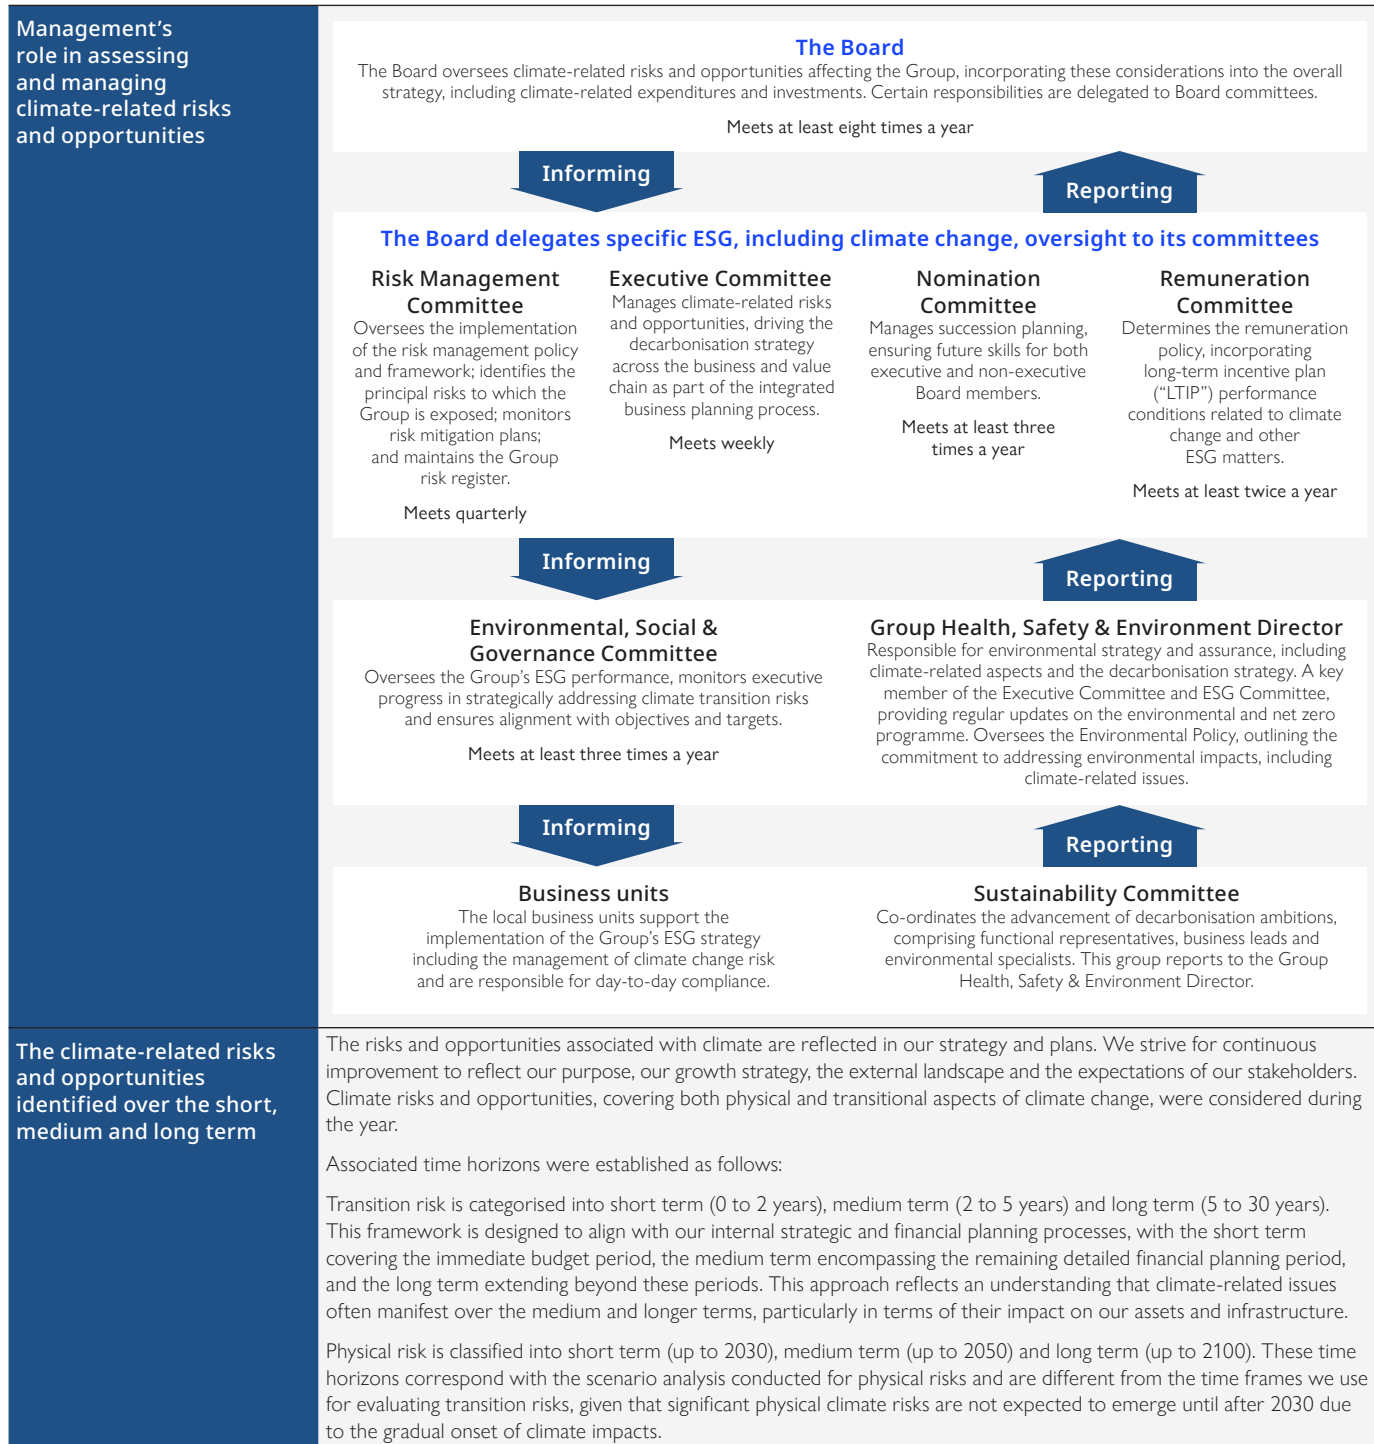 Management's
role in assessing
and managing
climate-related risks
and opportunities
The Board
The Board oversees climate-related risks and opportunities affecting the Group, incorporating these considerations into the overall
strategy, including climate-related expenditures and investments. Certain responsibilities are delegated to Board committees.
Meets at least eight times a year
Informing
Reporting
The Board delegates specific ESG, including climate change, oversight to its committees
Risk Management
Committee
Oversees the implementation
of the risk management policy
and framework; identifies the
principal risks to which the
Group is exposed; monitors
risk mitigation plans;
and maintains the Group
risk register.
Meets quarterly
Executive Committee
Manages climate-related risks
and opportunities, driving the
decarbonisation strategy
across the business and value
chain as part of the integrated
business planning process.
Meets weekly
Nomination
Committee
Manages succession planning,
ensuring future skills for both
executive and non-executive
Board members.
Meets at least three
times a year
Remuneration
Committee
Determines the remuneration
policy, incorporating
long-term incentive plan
("LTIP") performance
conditions related to climate
change and other
ESG matters.
Meets at least twice a year
Informing
Reporting
Environmental, Social &
Governance Committee
Oversees the Group's ESG performance, monitors executive
progress in strategically addressing climate transition risks
and ensures alignment with objectives and targets.
Meets at least three times a year
Group Health, Safety & Environment Director
Responsible for environmental strategy and assurance, including
climate-related aspects and the decarbonisation strategy. A key
member of the Executive Committee and ESG Committee,
providing regular updates on the environmental and net zero
programme. Oversees the Environmental Policy, outlining the
commitment to addressing environmental impacts, including
climate-related issues.
Informing
Reporting
Business units
The local business units support the
implementation of the Group's ESG strategy
including the management of climate change risk
and are responsible for day-to-day compliance.
Sustainability Committee
Co-ordinates the advancement of decarbonisation ambitions,
comprising functional representatives, business leads and
environmental specialists. This group reports to the Group
Health, Safety & Environment Director.
The climate-related risks
and opportunities
identified over the short,
medium and long term
The risks and opportunities associated with climate are reflected in our strategy and plans. We strive for continuous
improvement to reflect our purpose, our growth strategy, the external landscape and the expectations of our stakeholders.
Climate risks and opportunities, covering both physical and transitional aspects of climate change, were considered during
the year.
Associated time horizons were established as follows:
Transition risk is categorised into short term (0 to 2 years), medium term (2 to 5 years) and long term (5 to 30 years).
This framework is designed to align with our internal strategic and financial planning processes, with the short term
covering the immediate budget period, the medium term encompassing the remaining detailed financial planning period,
and the long term extending beyond these periods. This approach reflects an understanding that climate-related issues
often manifest over the medium and longer terms, particularly in terms of their impact on our assets and infrastructure.
Physical risk is classified into short term (up to 2030), medium term (up to 2050) and long term (up to 2100). These time
horizons correspond with the scenario analysis conducted for physical risks and are different from the time frames we use
for evaluating transition risks, given that significant physical climate risks are not expected to emerge until after 2030 due
to the gradual onset of climate impacts.